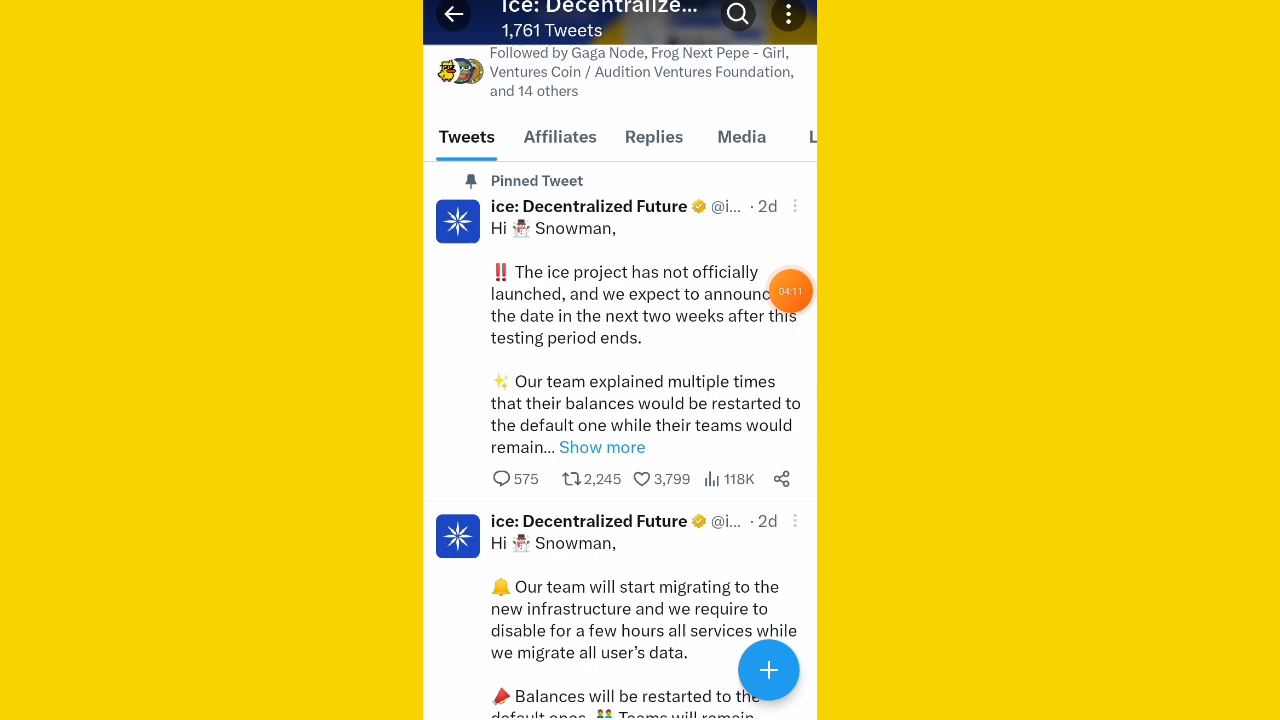 ice: Decentralize...
1,761 Tweets
Followed by Gaga Node, Frog Next Pepe - Girl,
Ventures Coin / Audition Ventures Foundation,
and 14 others
Tweets Affiliates Replies Media L
Pinned Tweet
ice: Decentralized Future @i... · 2d
Hi ☃️ Snowman,
‼️ The ice project has not officially
launched, and we expect to announc
04:11
the date in the next two weeks after this
testing period ends.
✨ Our team explained multiple times
that their balances would be restarted to
the default one while their teams would
remain... Show more
575 2,245 3,799 118K
ice: Decentralized Future @i... · 2d
Hi ☃️ Snowman,
🔔 Our team will start migrating to the
new infrastructure and we require to
disable for a few hours all services while
we migrate all user's data.
📣 Balances will be restarted to the
default ones. 👥 Teams will remain